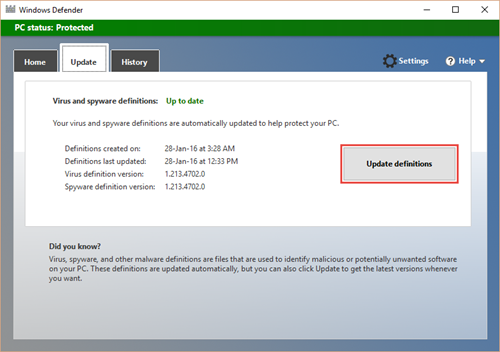 Windows Defender
PC status: Protected
Home Update History Settings Help
Virus and spyware definitions: Up to date
Your virus and spyware definitions are automatically updated to help protect your PC.
Definitions created on: 28-Jan-16 at 3:28 AM
Definitions last updated: 28-Jan-16 at 12:33 PM
Virus definition version: 1.213.4702.0
Spyware definition version: 1.213.4702.0
Update definitions
Did you know?
Virus, spyware, and other malware definitions are files that are used to identify malicious or potentially unwanted software
on your PC. These definitions are updated automatically, but you can also click Update to get the latest versions whenever
you want.